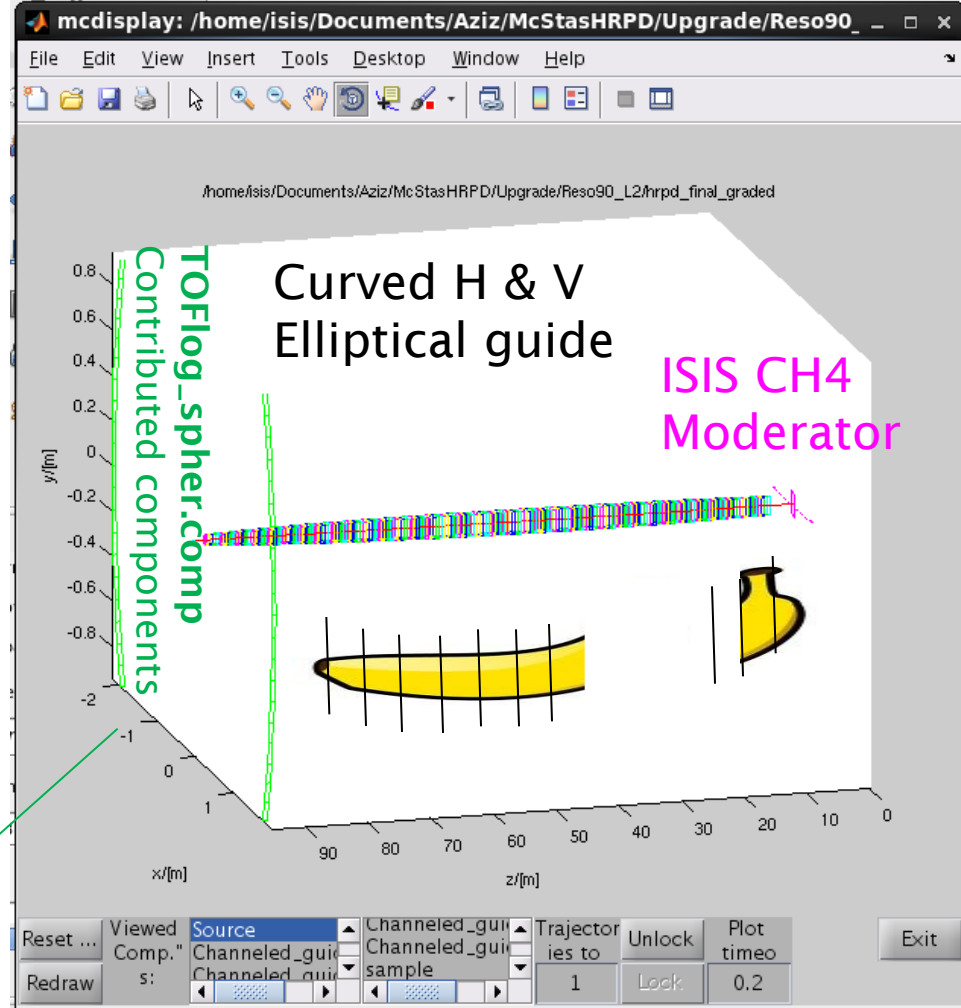 mcdisplay: /home/isis/Documents/Aziz/McStasHRPD/Upgrade/Reso90_
File Edit View Insert Tools Desktop Window Help
/home/isis/Documents/Aziz/McStasHRPD/Upgrade/Reso90_L2/hrpd_final_graded
Curved H & V
Elliptical guide
ISIS CH4
Moderator
TOFlog_spher.comp
Contributed components
0.8
0.6
0.4
0.2
0
-0.2
-0.4
-0.6
-0.8
y/[m]
-2
-1
0
1
x/[m]
90 80 70 60 50 40 30 20 10 0
z/[m]
Reset ...
Redraw
Viewed
Comp."
s:
Source
Channeled_guid
Channeled_guid
Channeled_guid
Channeled_guid
sample
Trajector
ies to
1
Unlock
Lock
Plot
timeo
0.2
Exit